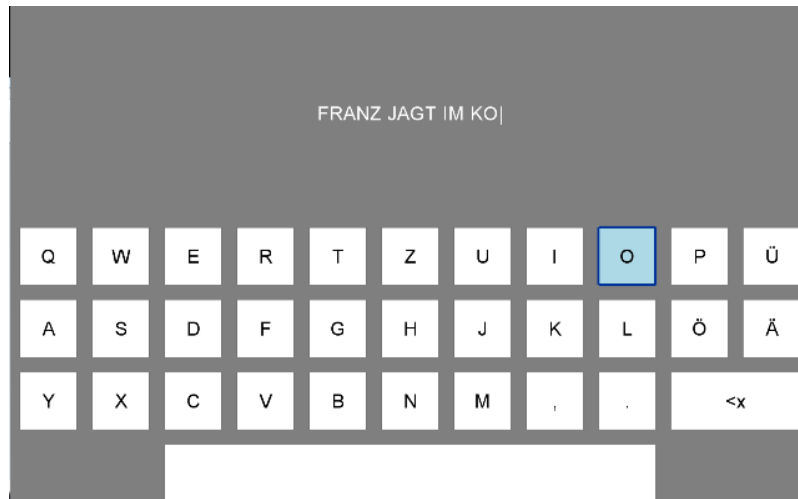 FRANZ JAGT IM KO|
Q W E R T Z U I O P Ü
A S D F G H J K L Ö Ä
Y X C V B N M , . <x